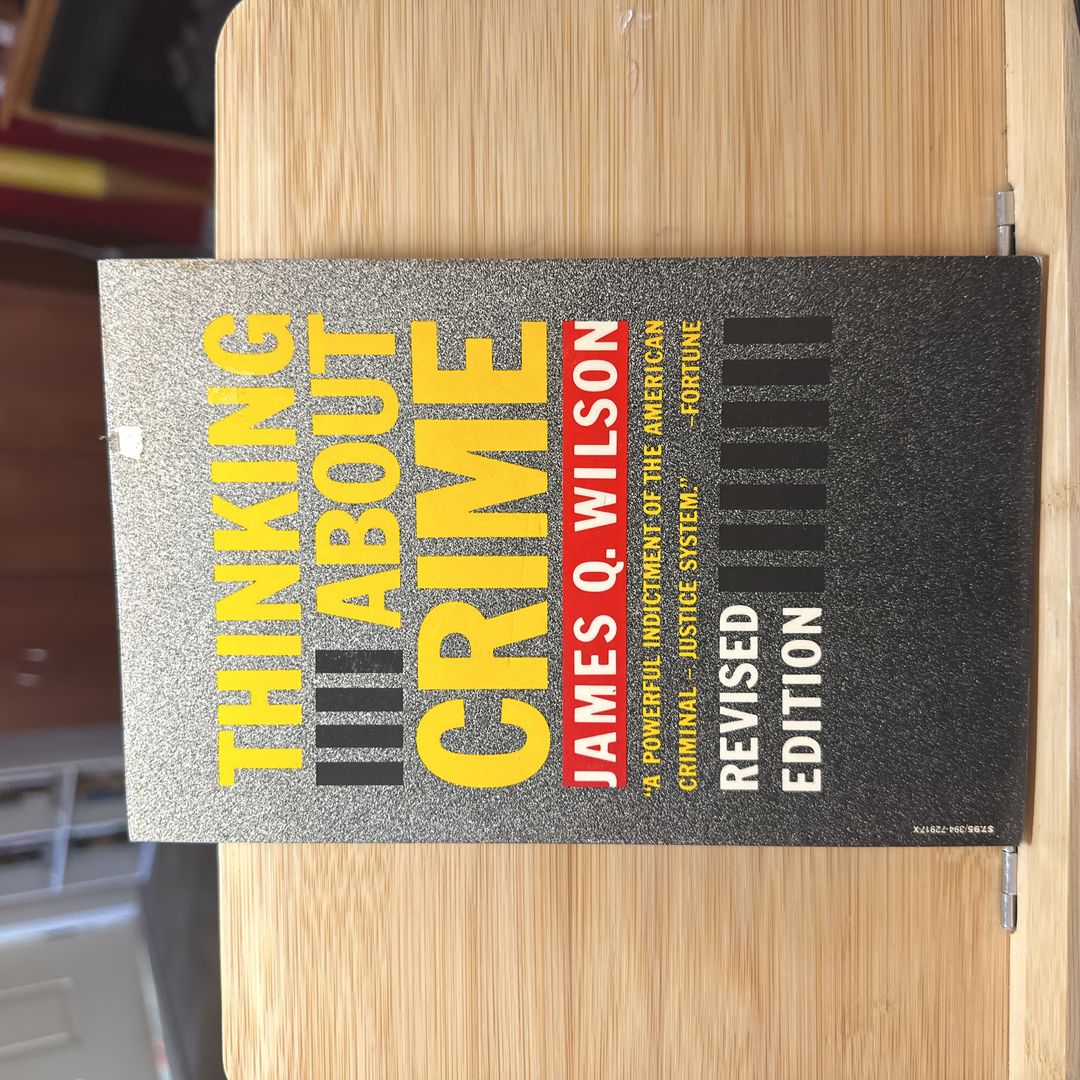 THINKING
ABOUT
CRIME
JAMES Q. WILSON
“A POWERFUL INDICTMENT OF THE AMERICAN
CRIMINAL – JUSTICE SYSTEM.” –FORTUNE
REVISED
EDITION
$7.95/394-72917-X